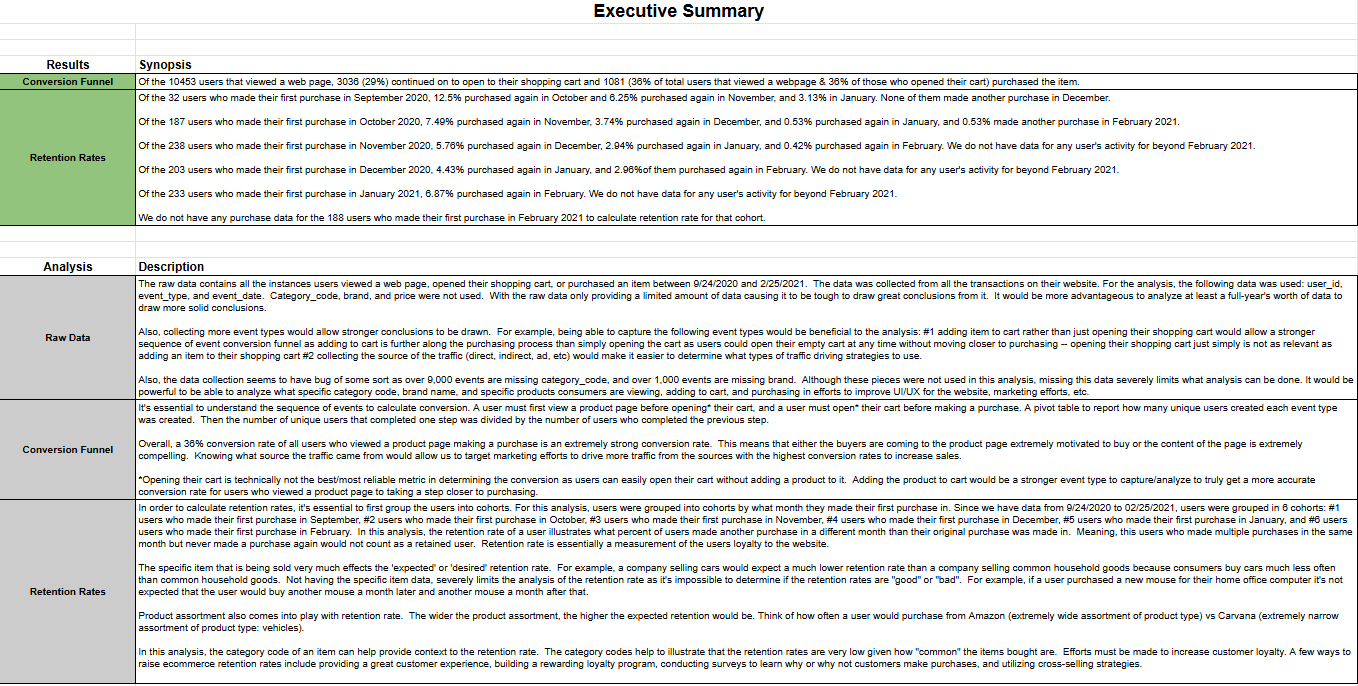 Executive Summary
Results
Synopsis
Conversion Funnel
Of the 10453 users that viewed a web page, 3036 (29%) continued on to open to their shopping cart and 1081 (36% of total users that viewed a webpage & 36% of those who opened their cart) purchased the item.
Retention Rates
Of the 32 users who made their first purchase in September 2020, 12.5% purchased again in October and 6.25% purchased again in November, and 3.13% in January. None of them made another purchase in December.
Of the 187 users who made their first purchase in October 2020, 7.49% purchased again in November, 3.74% purchased again in December, and 0.53% purchased again in January, and 0.53% made another purchase in February 2021.
Of the 238 users who made their first purchase in November 2020, 5.76% purchased again in December, 2.94% purchased again in January, and 0.42% purchased again in February. We do not have data for any user's activity for beyond February 2021.
Of the 203 users who made their first purchase in December 2020, 4.43% purchased again in January, and 2.96%of them purchased again in February. We do not have data for any user's activity for beyond February 2021.
Of the 233 users who made their first purchase in January 2021, 6.87% purchased again in February. We do not have data for any user's activity for beyond February 2021.
We do not have any purchase data for the 188 users who made their first purchase in February 2021 to calculate retention rate for that cohort.
Analysis
Description
Raw Data
The raw data contains all the instances users viewed a web page, opened their shopping cart, or purchased an item between 9/24/2020 and 2/25/2021.  The data was collected from all the transactions on their website. For the analysis, the following data was used: user_id,
event_type, and event_date.  Category_code, brand, and price were not used.  With the raw data only providing a limited amount of data causing it to be tough to draw great conclusions from it.  It would be more advantageous to analyze at least a full-year's worth of data to
draw more solid conclusions.
Also, collecting more event types would allow stronger conclusions to be drawn.  For example, being able to capture the following event types would be beneficial to the analysis: #1 adding item to cart rather than just opening their shopping cart would allow a stronger
sequence of event conversion funnel as adding to cart is further along the purchasing process than simply opening the cart as users could open their empty cart at any time without moving closer to purchasing -- opening their shopping cart just simply is not as relevant as
adding an item to their shopping cart #2 collecting the source of the traffic (direct, indirect, ad, etc) would make it easier to determine what types of traffic driving strategies to use.
Also, the data collection seems to have bug of some sort as over 9,000 events are missing category_code, and over 1,000 events are missing brand.  Although these pieces were not used in this analysis, missing this data severely limits what analysis can be done. It would be
powerful to be able to analyze what specific category code, brand name, and specific products consumers are viewing, adding to cart, and purchasing in efforts to improve UI/UX for the website, marketing efforts, etc.
Conversion Funnel
It's essential to understand the sequence of events to calculate conversion. A user must first view a product page before opening* their cart, and a user must open* their cart before making a purchase. A pivot table to report how many unique users created each event type
was created.  Then the number of unique users that completed one step was divided by the number of users who completed the previous step.
Overall, a 36% conversion rate of all users who viewed a product page making a purchase is an extremely strong conversion rate.  This means that either the buyers are coming to the product page extremely motivated to buy or the content of the page is extremely
compelling.  Knowing what source the traffic came from would allow us to target marketing efforts to drive more traffic from the sources with the highest conversion rates to increase sales.
*Opening their cart is technically not the best/most reliable metric in determining the conversion as users can easily open their cart without adding a product to it.  Adding the product to cart would be a stronger event type to capture/analyze to truly get a more accurate
conversion rate for users who viewed a product page to taking a step closer to purchasing.
Retention Rates
In order to calculate retention rates, it's essential to first group the users into cohorts. For this analysis, users were grouped into cohorts by what month they made their first purchase in. Since we have data from 9/24/2020 to 02/25/2021, users were grouped in 6 cohorts: #1
users who made their first purchase in September, #2 users who made their first purchase in October, #3 users who made their first purchase in November, #4 users who made their first purchase in December, #5 users who made their first purchase in January, and #6 users
users who made their first purchase in February.  In this analysis, the retention rate of a user illustrates what percent of users made another purchase in a different month than their original purchase was made in.  Meaning, this users who made multiple purchases in the same
month but never made a purchase again would not count as a retained user.  Retention rate is essentially a measurement of the users loyalty to the website.
The specific item that is being sold very much effects the 'expected' or 'desired' retention rate.  For example, a company selling cars would expect a much lower retention rate than a company selling common household goods because consumers buy cars much less often
than common household goods.  Not having the specific item data, severely limits the analysis of the retention rate as it's impossible to determine if the retention rates are "good" or "bad".  For example, if a user purchased a new mouse for their home office computer it's not
expected that the user would buy another mouse a month later and another mouse a month after that.
Product assortment also comes into play with retention rate.  The wider the product assortment, the higher the expected retention would be. Think of how often a user would purchase from Amazon (extremely wide assortment of product type) vs Carvana (extremely narrow
assortment of product type: vehicles).
In this analysis, the category code of an item can help provide context to the retention rate.  The category codes help to illustrate that the retention rates are very low given how "common" the items bought are.  Efforts must be made to increase customer loyalty. A few ways to
raise ecommerce retention rates include providing a great customer experience, building a rewarding loyalty program, conducting surveys to learn why or why not customers make purchases, and utilizing cross-selling strategies.